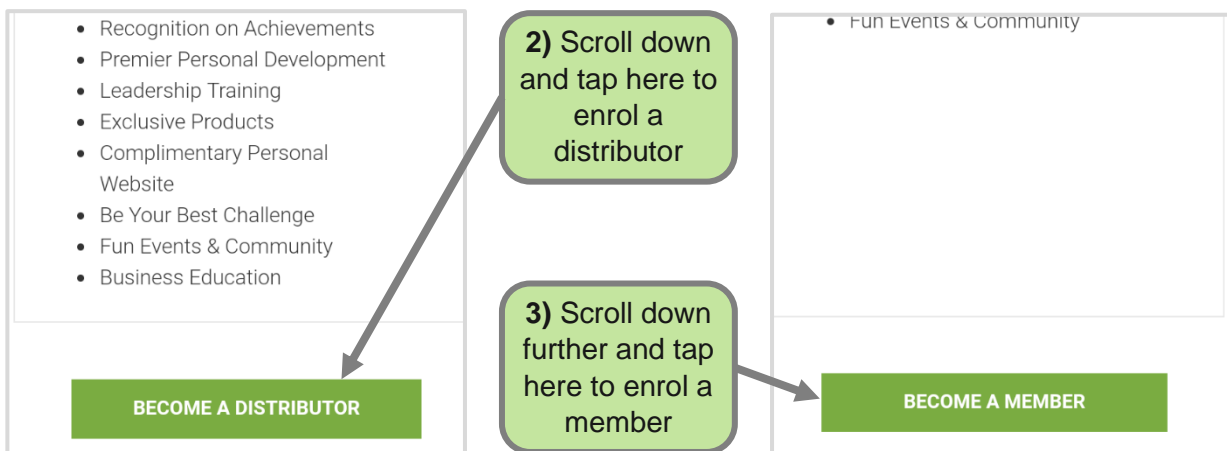 • Recognition on Achievements
• Premier Personal Development
• Leadership Training
• Exclusive Products
• Complimentary Personal
Website
• Be Your Best Challenge
• Fun Events & Community
• Business Education
BECOME A DISTRIBUTOR
2) Scroll down
and tap here to
enrol a
distributor
3) Scroll down
further and tap
here to enrol a
member
• Fun Events & Community
BECOME A MEMBER